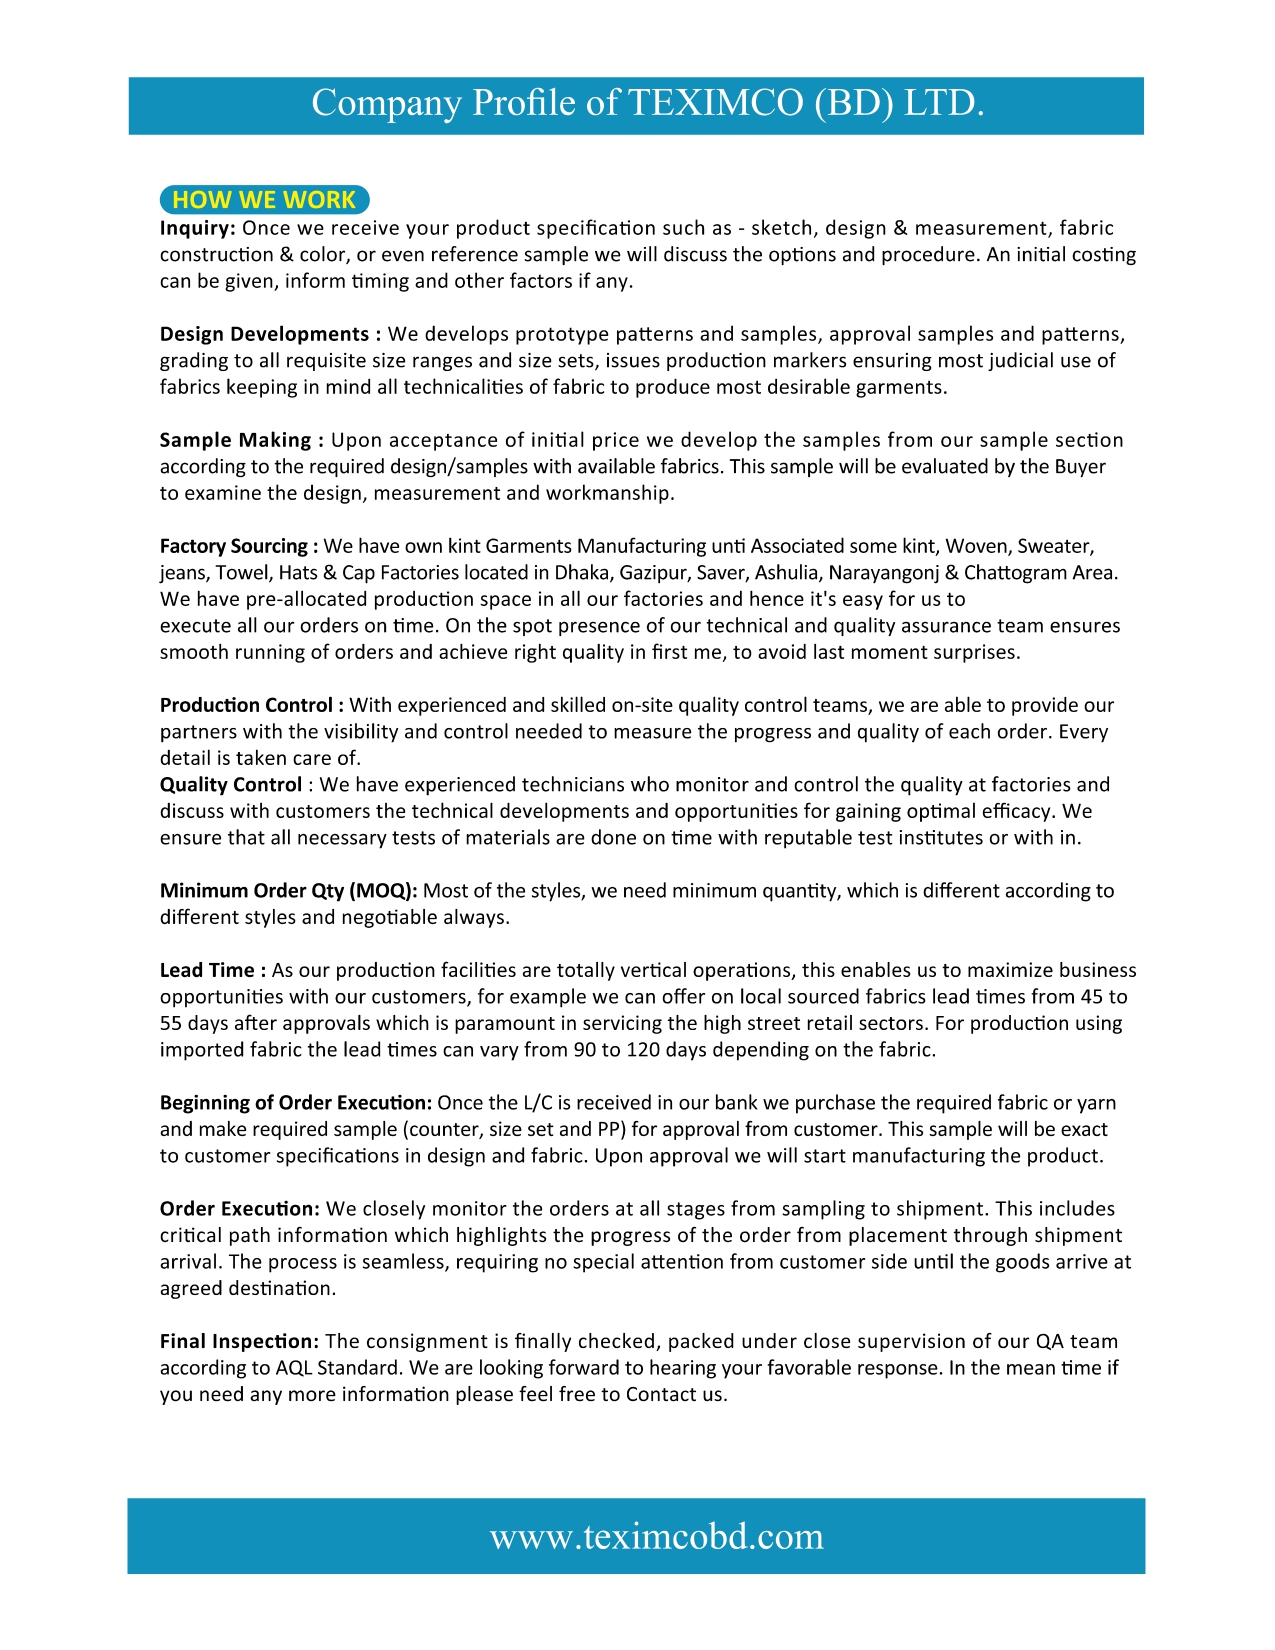 Company Profile of TEXIMCO (BD) LTD.
HOW WE WORK
Inquiry: Once we receive your product specification such as - sketch, design & measurement, fabric
construction & color, or even reference sample we will discuss the options and procedure. An initial costing
can be given, inform timing and other factors if any.
Design Developments : We develops prototype patterns and samples, approval samples and patterns,
grading to all requisite size ranges and size sets, issues production markers ensuring most judicial use of
fabrics keeping in mind all technicalities of fabric to produce most desirable garments.
Sample Making : Upon acceptance of initial price we develop the samples from our sample section
according to the required design/samples with available fabrics. This sample will be evaluated by the Buyer
to examine the design, measurement and workmanship.
Factory Sourcing : We have own kint Garments Manufacturing unti Associated some kint, Woven, Sweater,
jeans, Towel, Hats & Cap Factories located in Dhaka, Gazipur, Saver, Ashulia, Narayangonj & Chattogram Area.
We have pre-allocated production space in all our factories and hence it's easy for us to
execute all our orders on time. On the spot presence of our technical and quality assurance team ensures
smooth running of orders and achieve right quality in first me, to avoid last moment surprises.
Production Control : With experienced and skilled on-site quality control teams, we are able to provide our
partners with the visibility and control needed to measure the progress and quality of each order. Every
detail is taken care of.
Quality Control : We have experienced technicians who monitor and control the quality at factories and
discuss with customers the technical developments and opportunities for gaining optimal efficacy. We
ensure that all necessary tests of materials are done on time with reputable test institutes or with in.
Minimum Order Qty (MOQ): Most of the styles, we need minimum quantity, which is different according to
different styles and negotiable always.
Lead Time : As our production facilities are totally vertical operations, this enables us to maximize business
opportunities with our customers, for example we can offer on local sourced fabrics lead times from 45 to
55 days after approvals which is paramount in servicing the high street retail sectors. For production using
imported fabric the lead times can vary from 90 to 120 days depending on the fabric.
Beginning of Order Execution: Once the L/C is received in our bank we purchase the required fabric or yarn
and make required sample (counter, size set and PP) for approval from customer. This sample will be exact
to customer specifications in design and fabric. Upon approval we will start manufacturing the product.
Order Execution: We closely monitor the orders at all stages from sampling to shipment. This includes
critical path information which highlights the progress of the order from placement through shipment
arrival. The process is seamless, requiring no special attention from customer side until the goods arrive at
agreed destination.
Final Inspection: The consignment is finally checked, packed under close supervision of our QA team
according to AQL Standard. We are looking forward to hearing your favorable response. In the mean time if
you need any more information please feel free to Contact us.
www.teximcobd.com